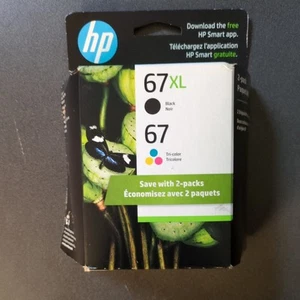 Download the free
HP Smart app.
Téléchargez l'application
HP Smart gratuite.
hp
67XL
Black
Noir
67
Tri-color
Tricolore
Save with 2-packs
Économisez avec 2 paquets